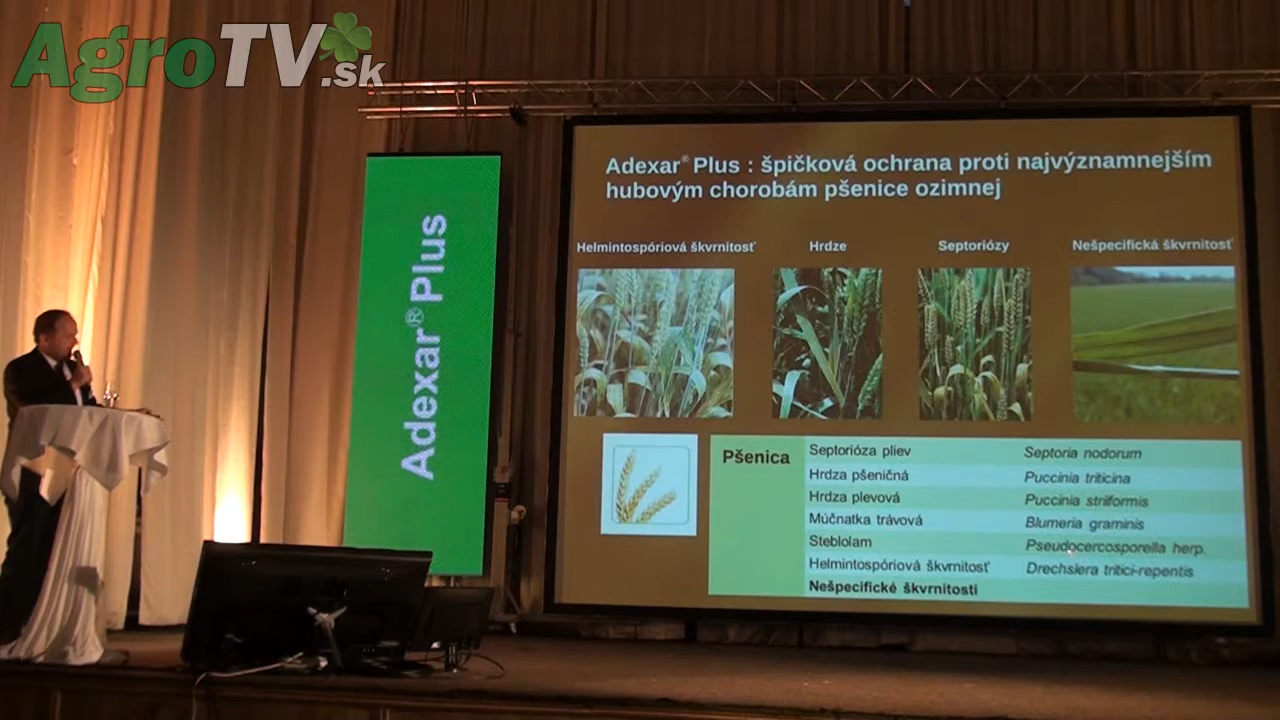 AgroTV.sk
Adexar® Plus
Adexar® Plus : špičková ochrana proti najvýznamnejším
hubovým chorobám pšenice ozimnej
Helmintospóriová škvrnitosť Hrdze Septoriózy Nešpecifická škvrnitosť
Pšenica
Septorióza pliev Septoria nodorum
Hrdza pšeničná Puccinia triticina
Hrdza plevová Puccinia striiformis
Múčnatka trávová Blumeria graminis
Steblolam Pseudocercosporella herp.
Helmintospóriová škvrnitosť Drechslera tritici-repentis
Nešpecifické škvrnitosti